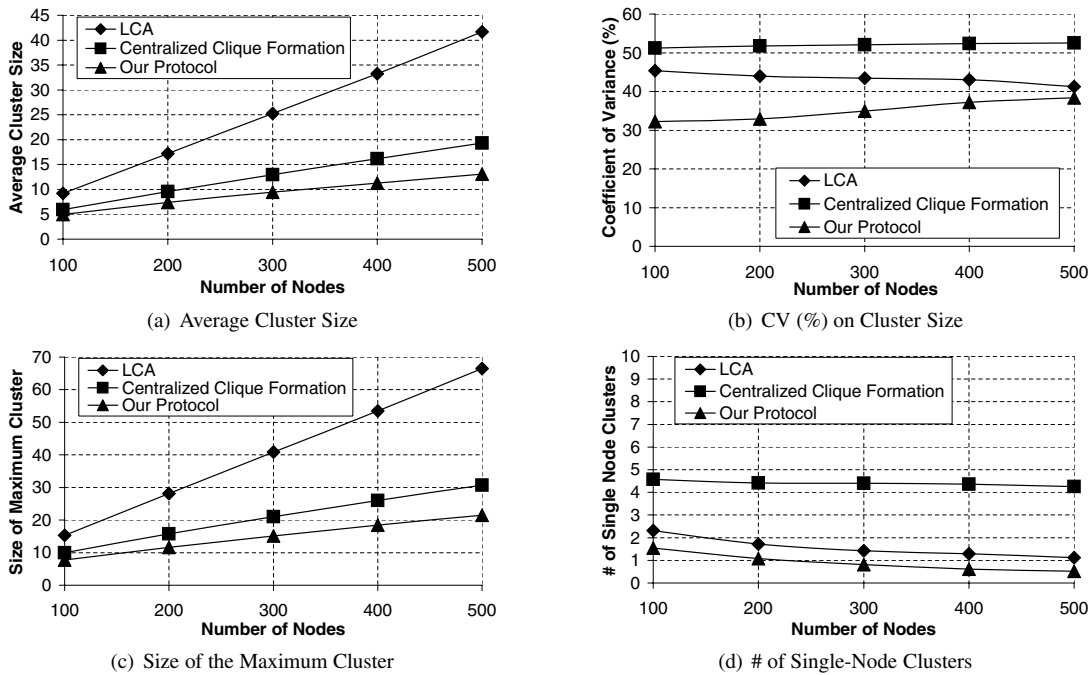 45
40
35
30
25
20
15
10
5
0
Average Cluster Size
LCA
Centralized Clique Formation
Our Protocol
100 200 300 400 500
Number of Nodes
(a) Average Cluster Size
60
50
40
30
20
10
0
Coefficient of Variance (%)
LCA
Centralized Clique Formation
Our Protocol
100 200 300 400 500
Number of Nodes
(b) CV (%) on Cluster Size
70
60
50
40
30
20
10
0
Size of Maximum Cluster
LCA
Centralized Clique Formation
Our Protocol
100 200 300 400 500
Number of Nodes
(c) Size of the Maximum Cluster
10
9
8
7
6
5
4
3
2
1
0
# of Single Node Clusters
LCA
Centralized Clique Formation
Our Protocol
100 200 300 400 500
Number of Nodes
(d) # of Single-Node Clusters